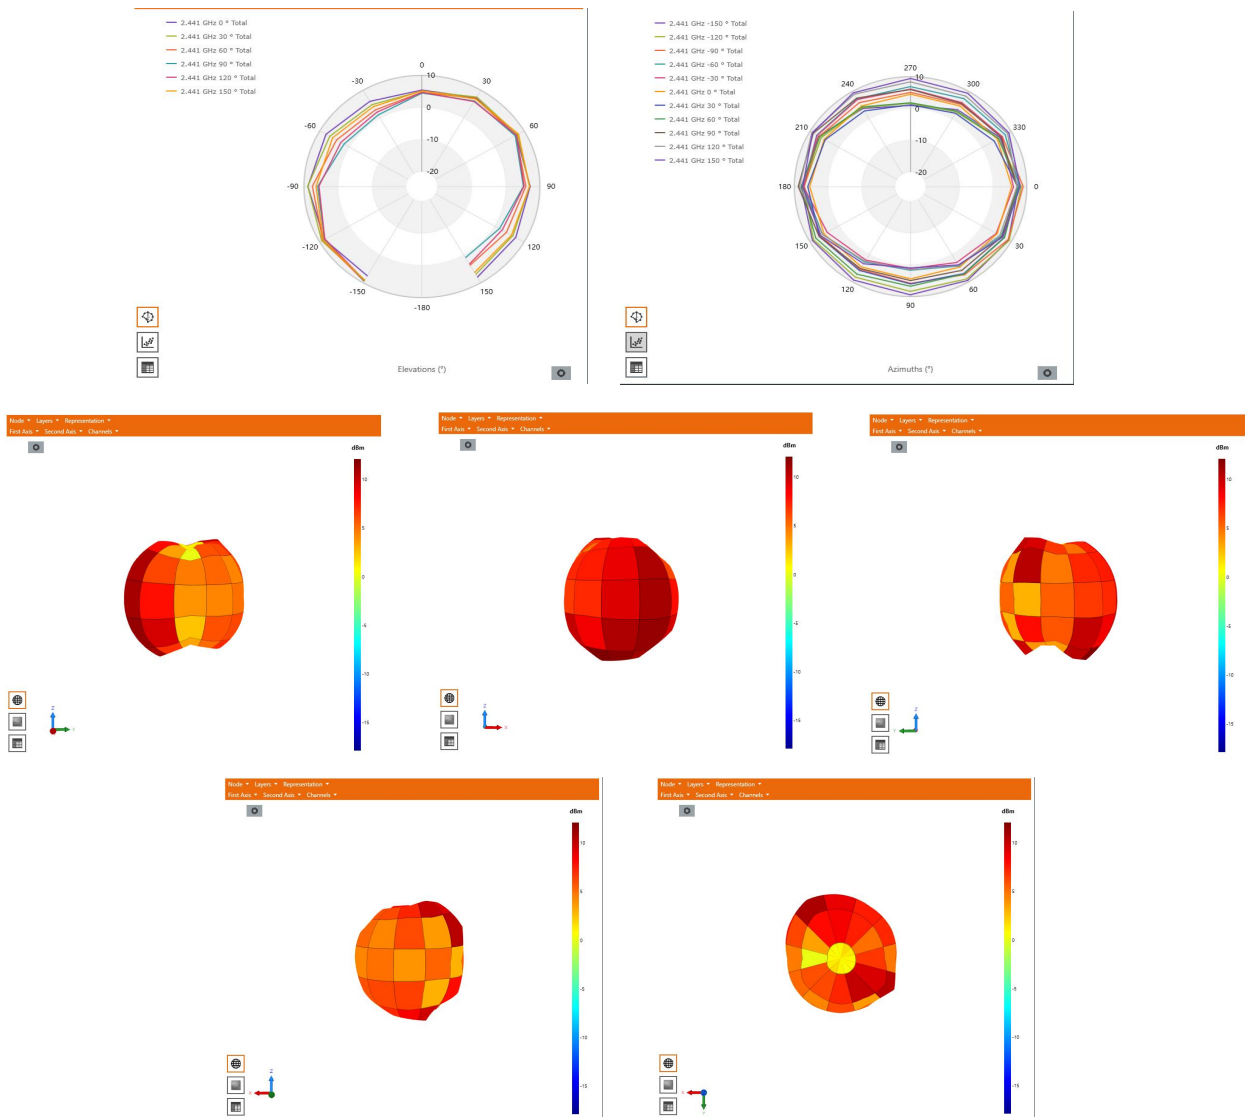 2.441 GHz 0 ° Total
2.441 GHz 30 ° Total
2.441 GHz 60 ° Total
2.441 GHz 90 ° Total
2.441 GHz 120 ° Total
2.441 GHz 150 ° Total
0
10
-30
30
0
-60
60
-10
-20
-90
90
-120
120
-150
150
-180
Elevations (°)
2.441 GHz -150 ° Total
2.441 GHz -120 ° Total
2.441 GHz -90 ° Total
2.441 GHz -60 ° Total
2.441 GHz -30 ° Total
2.441 GHz 0 ° Total
2.441 GHz 30 ° Total
2.441 GHz 60 ° Total
2.441 GHz 90 ° Total
2.441 GHz 120 ° Total
2.441 GHz 150 ° Total
270
10
240
300
0
210
330
-10
-20
180
0
150
30
120
60
90
Azimuths (°)
Node Layers Representation
First Axis Second Axis Channels
dBm
10
5
0
-5
-10
-15
Z
Y
Node Layers Representation
First Axis Second Axis Channels
dBm
10
5
0
-5
-10
-15
Z
X
Node Layers Representation
First Axis Second Axis Channels
dBm
10
5
0
-5
-10
-15
Z
Y
Node Layers Representation
First Axis Second Axis Channels
dBm
10
5
0
-5
-10
-15
Z
X
Node Layers Representation
First Axis Second Axis Channels
dBm
10
5
0
-5
-10
-15
X
Y